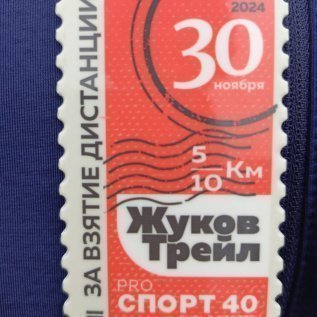 ЗА ВЗЯТИЕ ДИСТАНЦИИ
2024
30
ноября
5/10 Км
Жуков
Трейл
PRO
СПОРТ 40